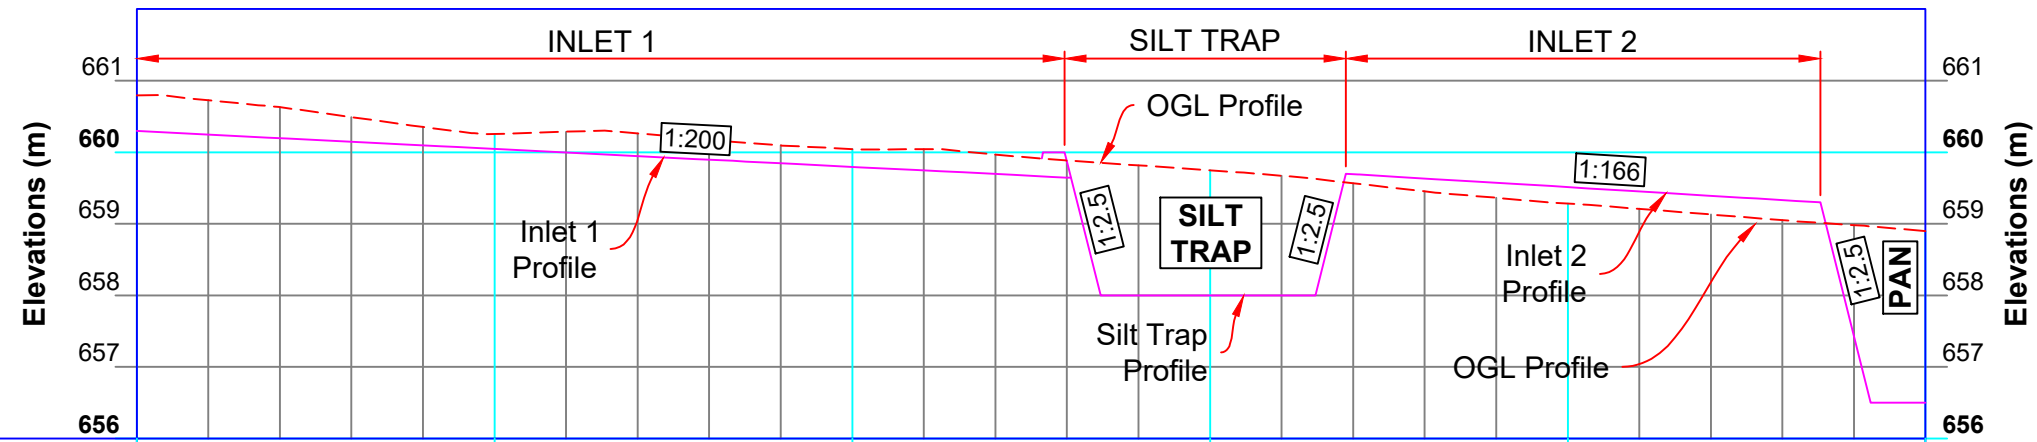 INLET 1
SILT TRAP
INLET 2
661
661
OGL Profile
660
1:200
660
1:166
Elevations (m)
Elevations (m)
659
1:2.5
SILT
TRAP
1:2.5
659
Inlet 1
Profile
Inlet 2
Profile
1:2.5
PAN
658
658
Silt Trap
Profile
657
657
OGL Profile
656
656